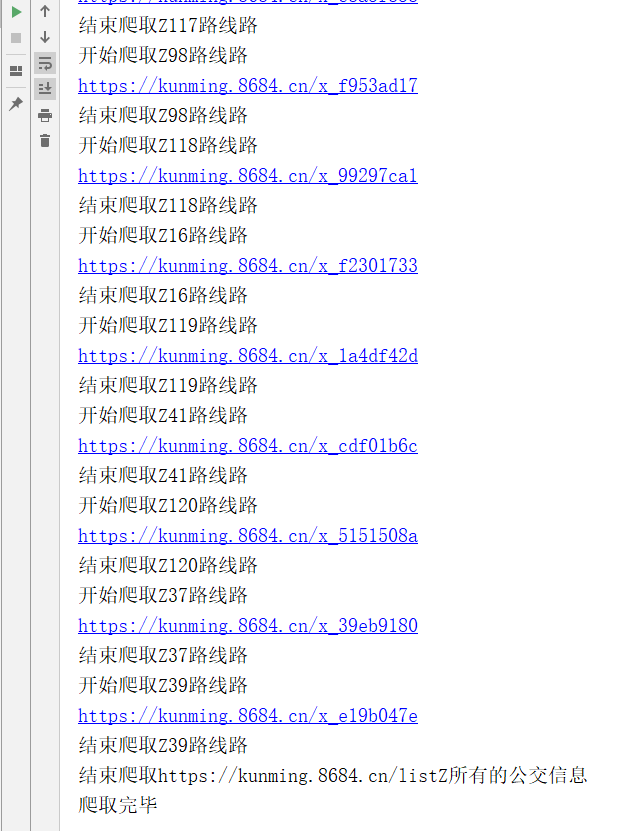 结束爬取Z117路线路
开始爬取Z98路线路
https://kunming.8684.cn/x_f953ad17
结束爬取Z98路线路
开始爬取Z118路线路
https://kunming.8684.cn/x_99297ca1
结束爬取Z118路线路
开始爬取Z16路线路
https://kunming.8684.cn/x_f2301733
结束爬取Z16路线路
开始爬取Z119路线路
https://kunming.8684.cn/x_1a4df42d
结束爬取Z119路线路
开始爬取Z41路线路
https://kunming.8684.cn/x_cdf01b6c
结束爬取Z41路线路
开始爬取Z120路线路
https://kunming.8684.cn/x_5151508a
结束爬取Z120路线路
开始爬取Z37路线路
https://kunming.8684.cn/x_39eb9180
结束爬取Z37路线路
开始爬取Z39路线路
https://kunming.8684.cn/x_e19b047e
结束爬取Z39路线路
结束爬取https://kunming.8684.cn/listZ所有的公交信息
爬取完毕